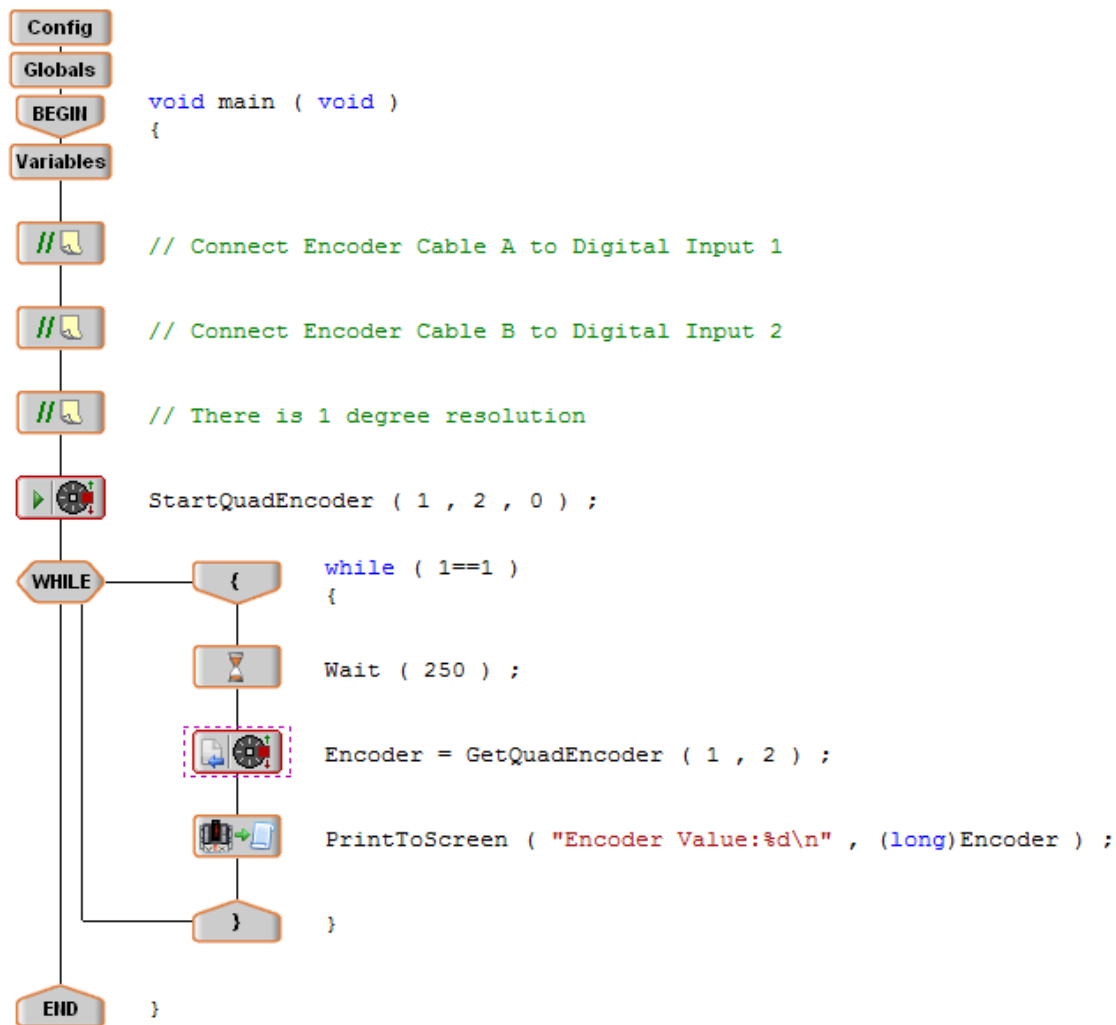 Config
Globals
BEGIN void main ( void )
{
Variables
// // Connect Encoder Cable A to Digital Input 1
// // Connect Encoder Cable B to Digital Input 2
// // There is 1 degree resolution
StartQuadEncoder ( 1 , 2 , 0 ) ;
WHILE { while ( 1==1 )
{
Wait ( 250 ) ;
Encoder = GetQuadEncoder ( 1 , 2 ) ;
PrintToScreen ( "Encoder Value:%d\n" , (long)Encoder ) ;
} }
END }